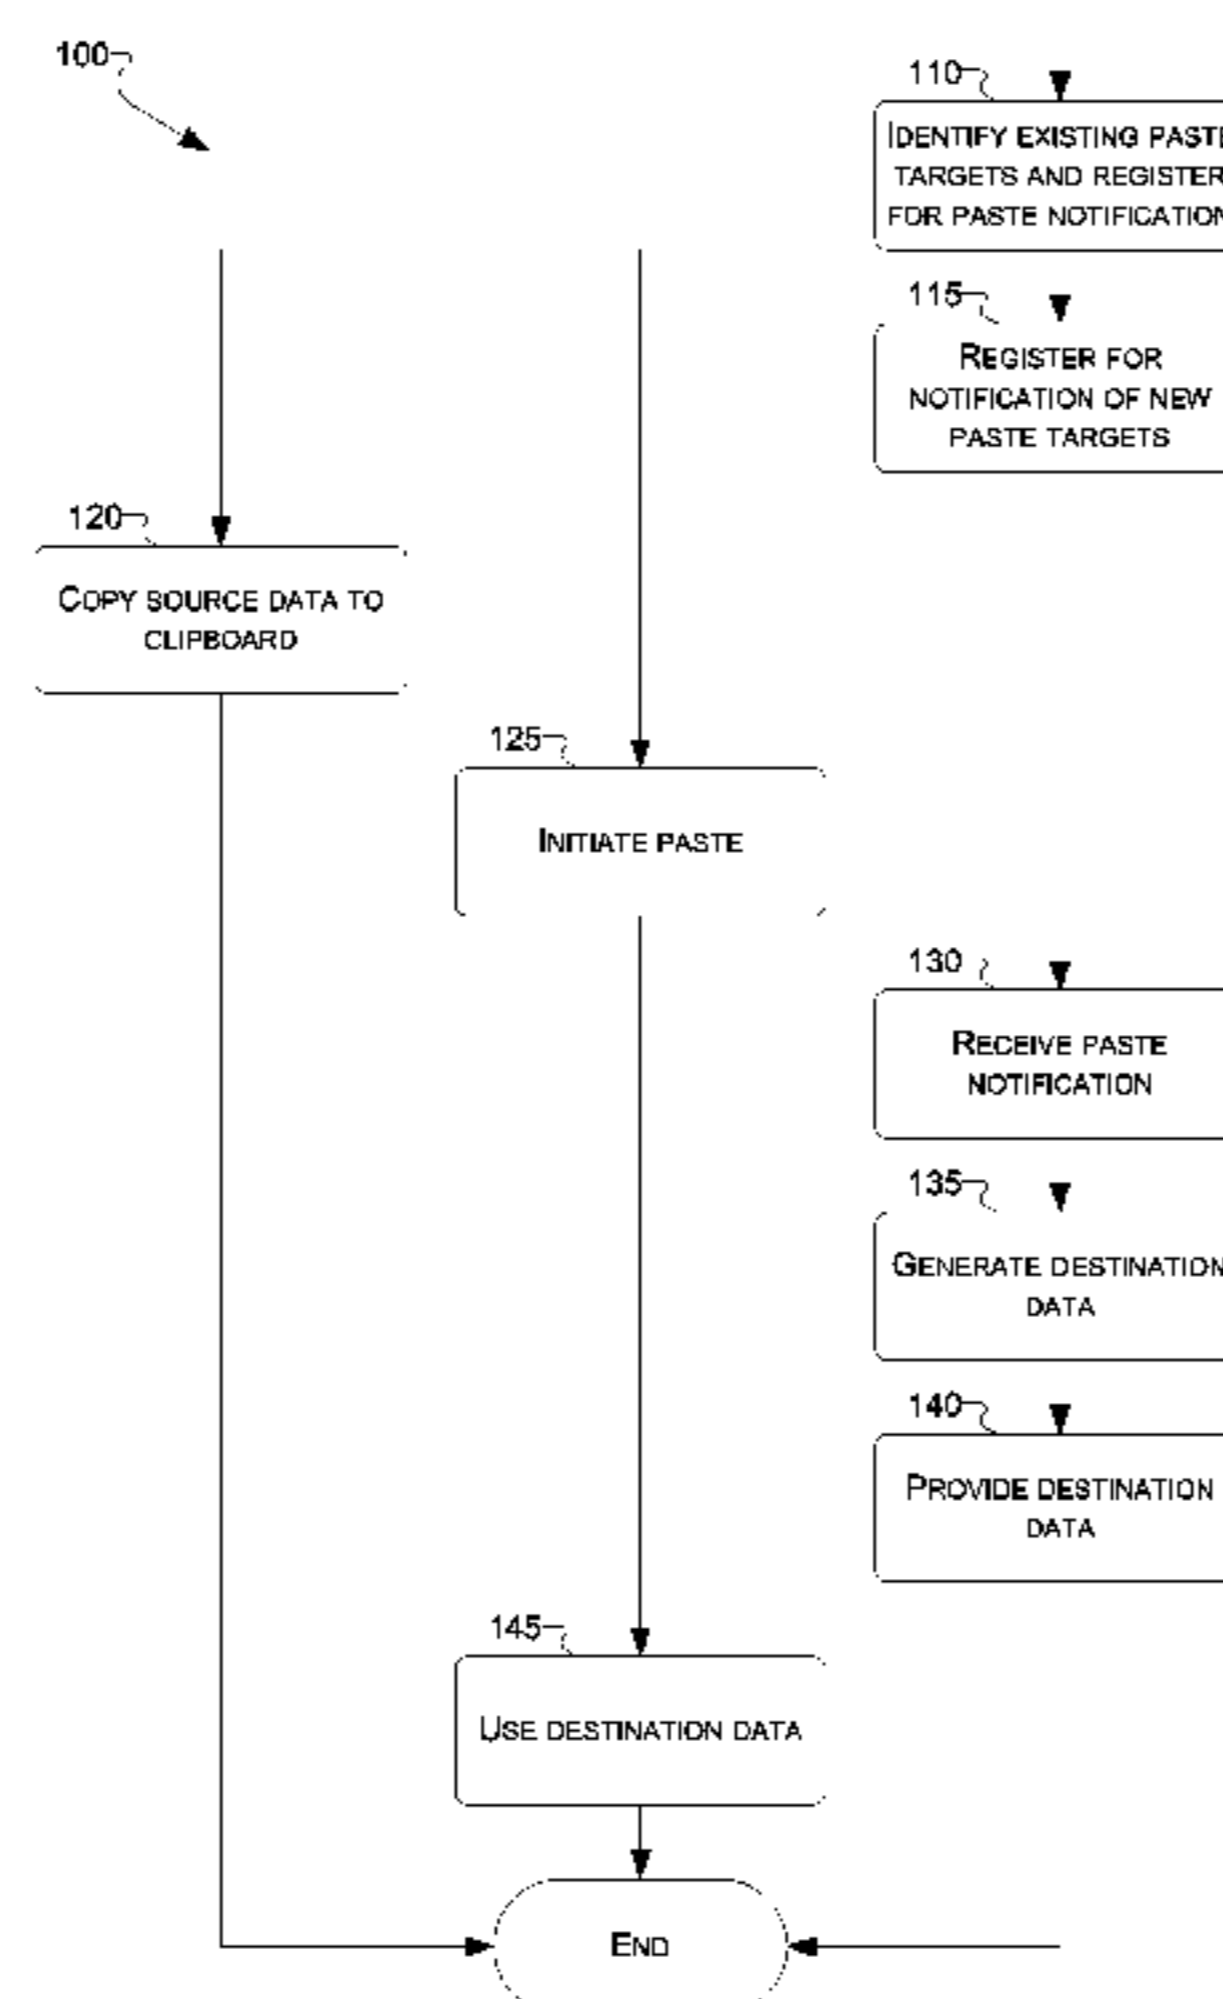 100
110
IDENTIFY EXISTING PASTE
TARGETS AND REGISTER
FOR PASTE NOTIFICATION
115
REGISTER FOR
NOTIFICATION OF NEW
PASTE TARGETS
120
COPY SOURCE DATA TO
CLIPBOARD
125
INITIATE PASTE
130
RECEIVE PASTE
NOTIFICATION
135
GENERATE DESTINATION
DATA
140
PROVIDE DESTINATION
DATA
145
USE DESTINATION DATA
END